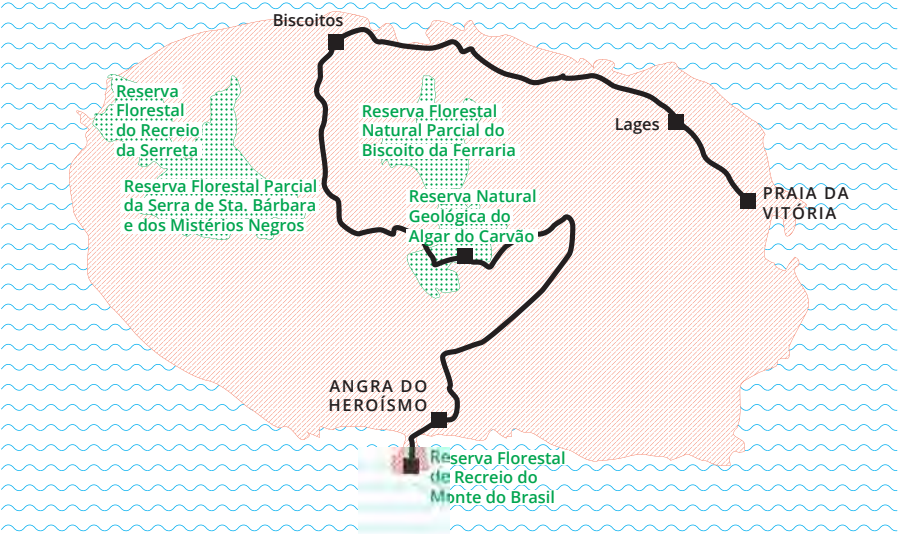 Biscoitos
Reserva
Florestal
do Recreio
da Serreta
Reserva Florestal
Natural Parcial do
Biscoito da Ferraria
Lages
Reserva Florestal Parcial
da Serra de Sta. Bárbara
e dos Mistérios Negros
Reserva Natural
Geológica do
Algar do Carvão
PRAIA DA
VITÓRIA
ANGRA DO
HEROÍSMO
Reserva Florestal
de Recreio do
Monte do Brasil